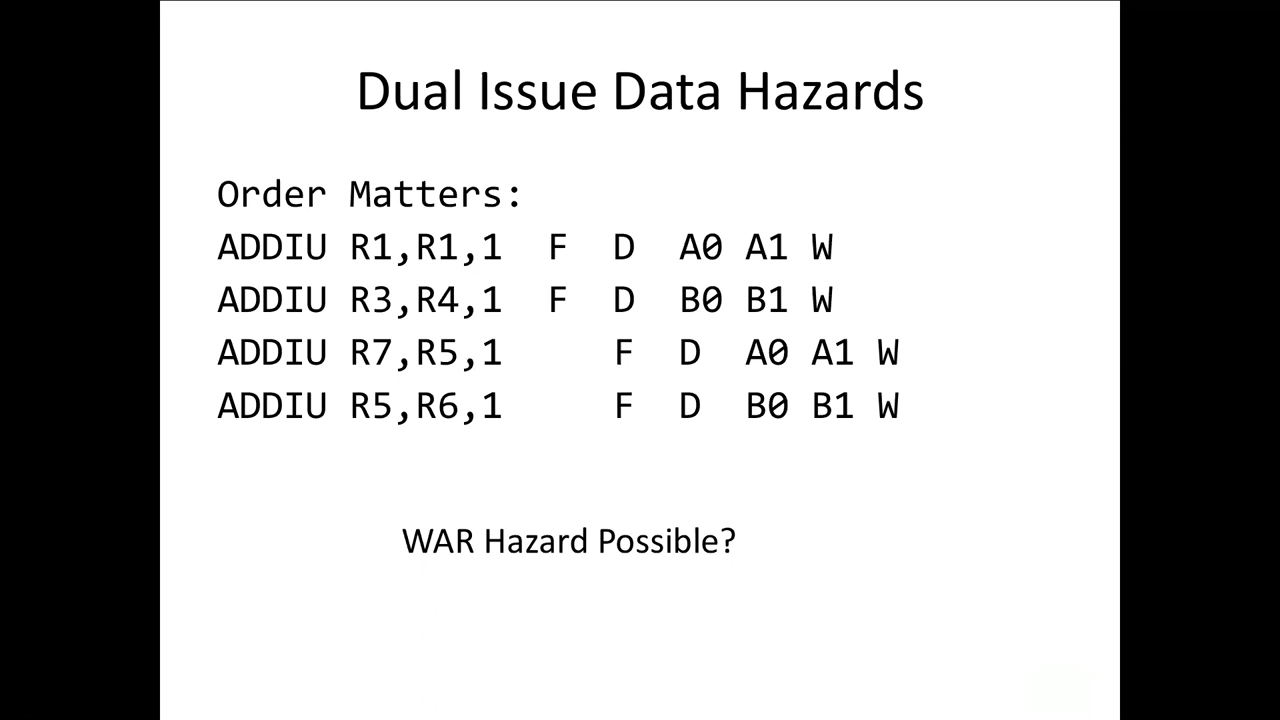 Dual Issue Data Hazards
Order Matters:
ADDIU R1,R1,1 F D A0 A1 W
ADDIU R3,R4,1 F D B0 B1 W
ADDIU R7,R5,1 F D A0 A1 W
ADDIU R5,R6,1 F D B0 B1 W
WAR Hazard Possible?